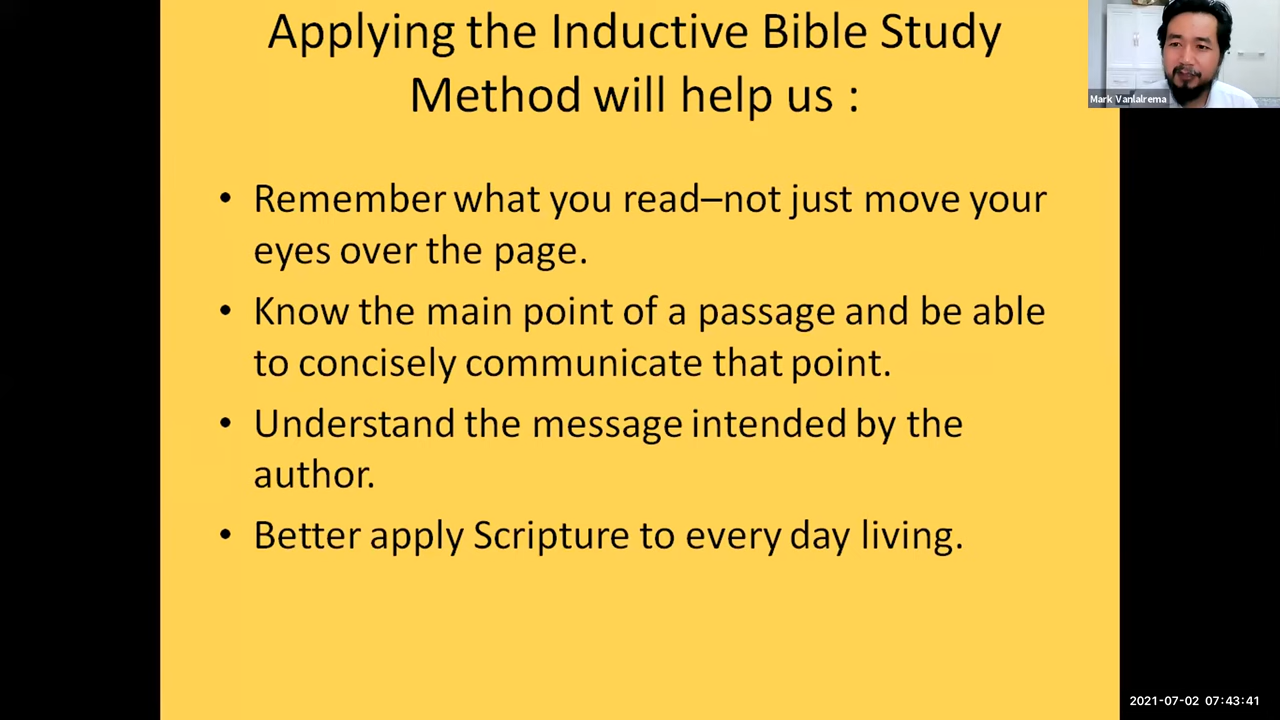 Applying the Inductive Bible Study
Method will help us :
Mark Vanlalrema
• Remember what you read–not just move your
eyes over the page.
• Know the main point of a passage and be able
to concisely communicate that point.
• Understand the message intended by the
author.
• Better apply Scripture to every day living.
2021-07-02 07:43:41